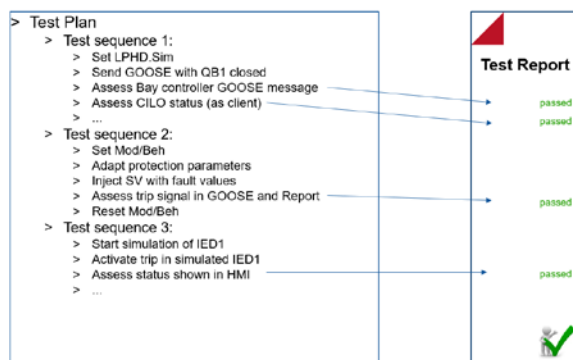 > Test Plan
> Test sequence 1:
> Set LPHD.Sim
> Send GOOSE with QB1 closed
> Assess Bay controller GOOSE message
> Assess CILO status (as client)
> ...
> Test sequence 2:
> Set Mod/Beh
> Adapt protection parameters
> Inject SV with fault values
> Assess trip signal in GOOSE and Report
> Reset Mod/Beh
> Test sequence 3:
> Start simulation of IED1
> Activate trip in simulated IED1
> Assess status shown in HMI
> ...
Test Report
passed
passed
passed
passed